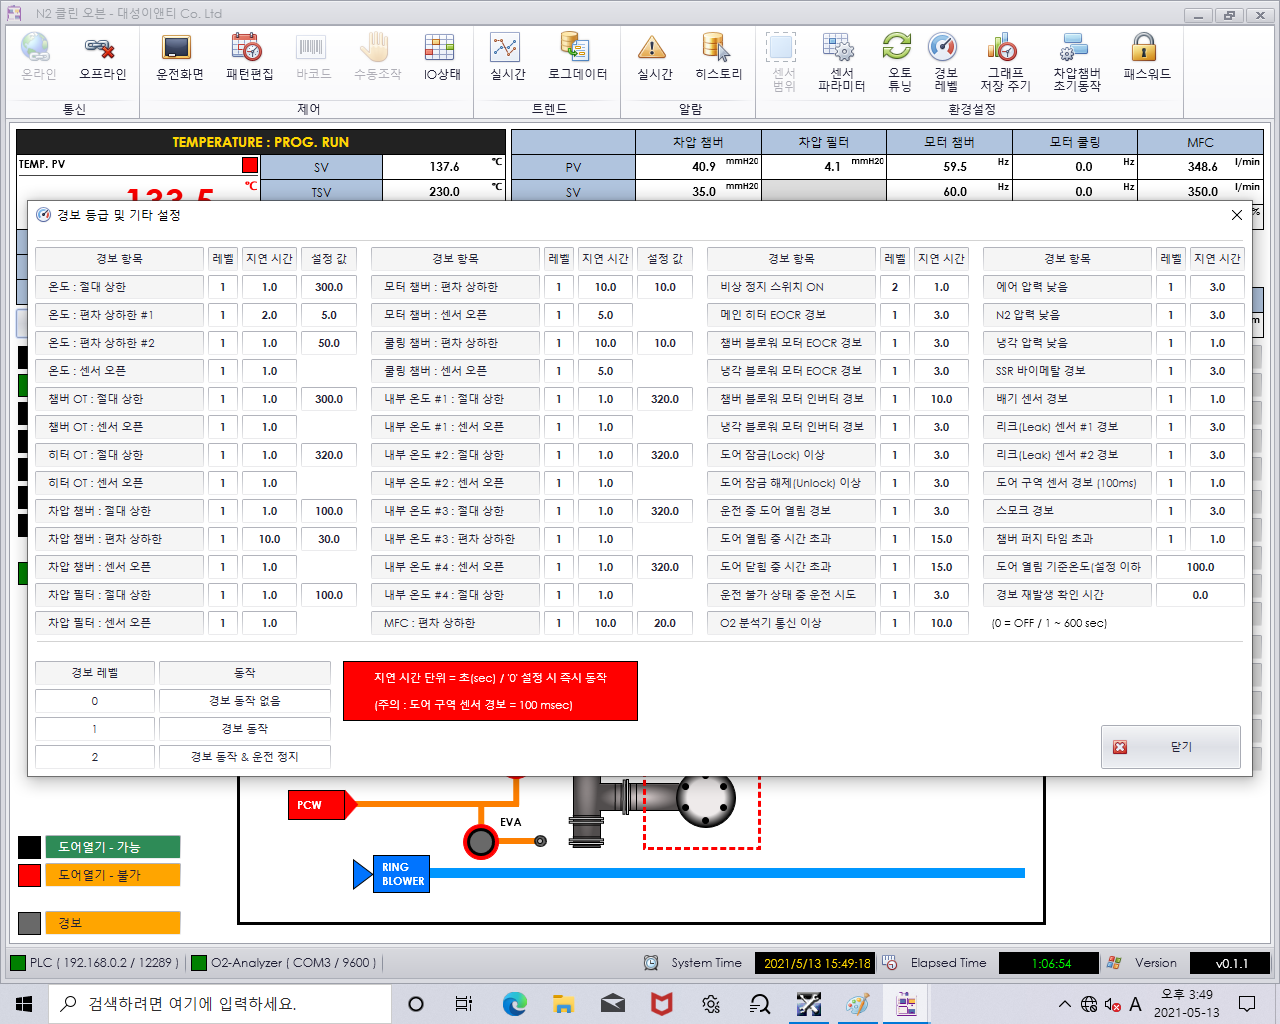 N2 클린 오븐 - 대성이앤티 Co. Ltd
온라인 오프라인 운전화면 패턴편집 바코드 수동조작 IO상태 실시간 로그데이터 실시간 히스토리 센서 범위 센서 파라미터 오토 튜닝 경보 레벨 그래프 저장 주기 차압챔버 초기동작 패스워드
통신 제어 트렌드 알람 환경설정
TEMPERATURE : PROG. RUN 차압 챔버 차압 필터 모터 챔버 모터 쿨링 MFC
TEMP. PV SV 137.6 ℃ PV 40.9 mmH20 4.1 mmH20 59.5 Hz 0.0 Hz 348.6 l/min
133.5 ℃ TSV 230.0 ℃ SV 35.0 mmH20 60.0 Hz 0.0 Hz 350.0 l/min
%
m
경보 등급 및 기타 설정
경보 항목 레벨 지연 시간 설정 값 경보 항목 레벨 지연 시간 설정 값 경보 항목 레벨 지연 시간 경보 항목 레벨 지연 시간
온도 : 절대 상한 1 1.0 300.0 모터 챔버 : 편차 상하한 1 10.0 10.0 비상 정지 스위치 ON 2 1.0 에어 압력 낮음 1 3.0
온도 : 편차 상하한 #1 1 2.0 5.0 모터 챔버 : 센서 오픈 1 5.0 메인 히터 EOCR 경보 1 3.0 N2 압력 낮음 1 3.0
온도 : 편차 상하한 #2 1 1.0 50.0 쿨링 챔버 : 편차 상하한 1 10.0 10.0 챔버 블로워 모터 EOCR 경보 1 3.0 냉각 압력 낮음 1 1.0
온도 : 센서 오픈 1 1.0 쿨링 챔버 : 센서 오픈 1 5.0 냉각 블로워 모터 EOCR 경보 1 3.0 SSR 바이메탈 경보 1 3.0
챔버 OT : 절대 상한 1 1.0 300.0 내부 온도 #1 : 절대 상한 1 1.0 320.0 챔버 블로워 모터 인버터 경보 1 10.0 배기 센서 경보 1 3.0
챔버 OT : 센서 오픈 1 1.0 내부 온도 #1 : 센서 오픈 1 1.0 냉각 블로워 모터 인버터 경보 1 3.0 리크(Leak) 센서 #1 경보 1 3.0
히터 OT : 절대 상한 1 1.0 320.0 내부 온도 #2 : 절대 상한 1 1.0 320.0 도어 잠금(Lock) 이상 1 3.0 리크(Leak) 센서 #2 경보 1 3.0
히터 OT : 센서 오픈 1 1.0 내부 온도 #2 : 센서 오픈 1 1.0 도어 잠금 해제(Unlock) 이상 1 3.0 도어 구역 센서 경보 (100ms) 1 1.0
차압 챔버 : 절대 상한 1 1.0 100.0 내부 온도 #3 : 절대 상한 1 1.0 320.0 운전 중 도어 열림 경보 1 3.0 스모크 경보 1 3.0
차압 챔버 : 편차 상하한 1 10.0 30.0 내부 온도 #3 : 편차 상하한 1 1.0 도어 열림 중 시간 초과 1 15.0 챔버 퍼지 타임 초과 1 1.0
차압 챔버 : 센서 오픈 1 1.0 내부 온도 #4 : 센서 오픈 1 1.0 320.0 도어 닫힘 중 시간 초과 1 15.0 도어 열림 기준온도(설정 이하 100.0
차압 필터 : 절대 상한 1 1.0 100.0 내부 온도 #4 : 절대 상한 1 1.0 운전 불가 상태 중 운전 시도 1 3.0 경보 재발생 확인 시간 0.0
차압 필터 : 센서 오픈 1 1.0 MFC : 편차 상하한 1 10.0 20.0 O2 분석기 통신 이상 1 10.0 (0 = OFF / 1 ~ 600 sec)
경보 레벨 동작
0 경보 동작 없음
1 경보 동작
2 경보 동작 & 운전 정지
지연 시간 단위 = 초(sec) / '0' 설정 시 즉시 동작
(주의 : 도어 구역 센서 경보 = 100 msec)
닫기
PCW
EVA
RING
BLOWER
도어열기 - 가능
도어열기 - 불가
경보
PLC ( 192.168.0.2 / 12289 ) O2-Analyzer ( COM3 / 9600 ) System Time 2021/5/13 15:49:18 Elapsed Time 1:06:54 Version v0.1.1
검색하려면 여기에 입력하세요. A 오후 3:49
2021-05-13